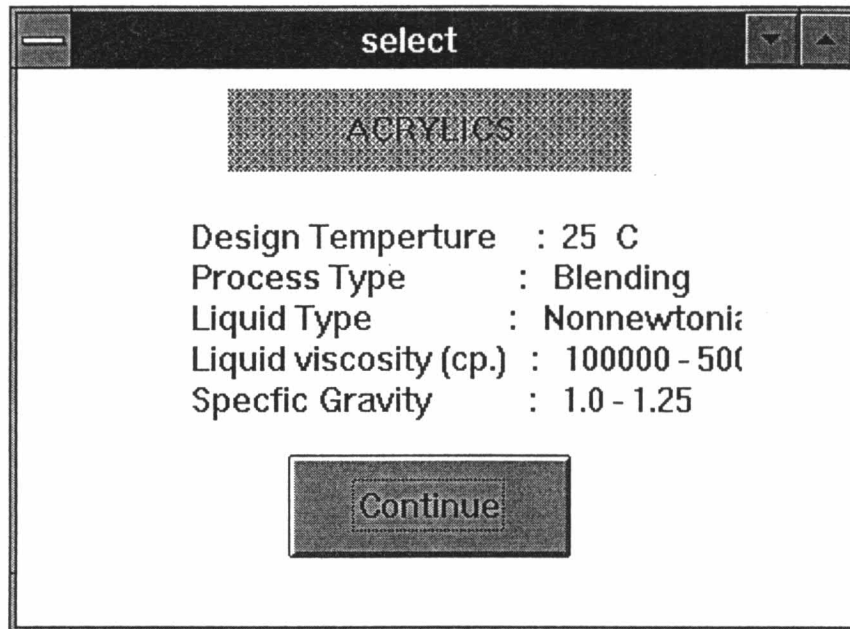 select
ACRYLICS
Design Temperture : 25 C
Process Type : Blending
Liquid Type : Nonnewtonia
Liquid viscosity (cp.) : 100000 - 500
Specfic Gravity : 1.0 - 1.25
Continue